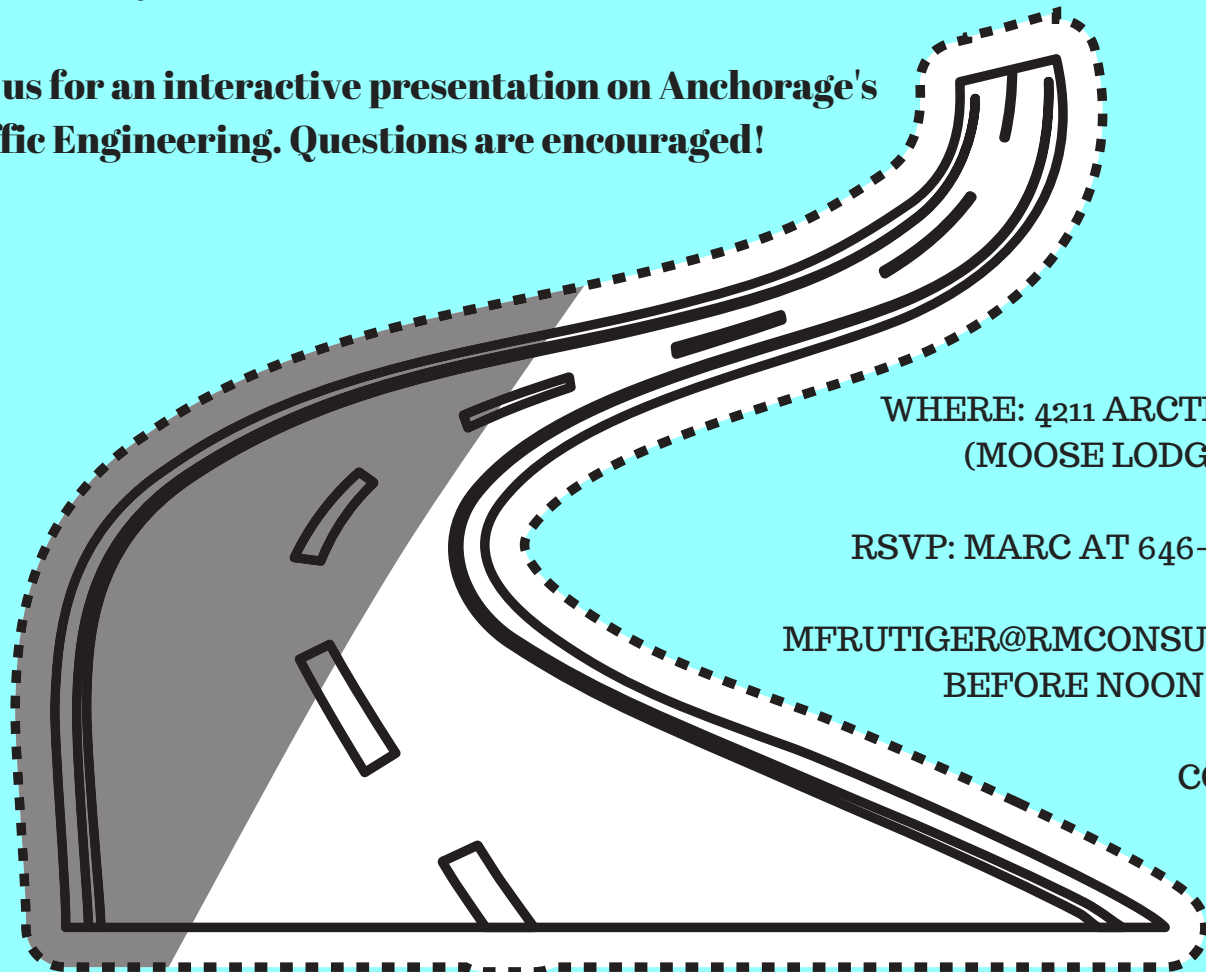 us for an interactive presentation on Anchorage's
ffic Engineering. Questions are encouraged!
WHERE: 4211 ARCTI
(MOOSE LODG
RSVP: MARC AT 646-
MFRUTIGER@RMCONSU
BEFORE NOON
CO